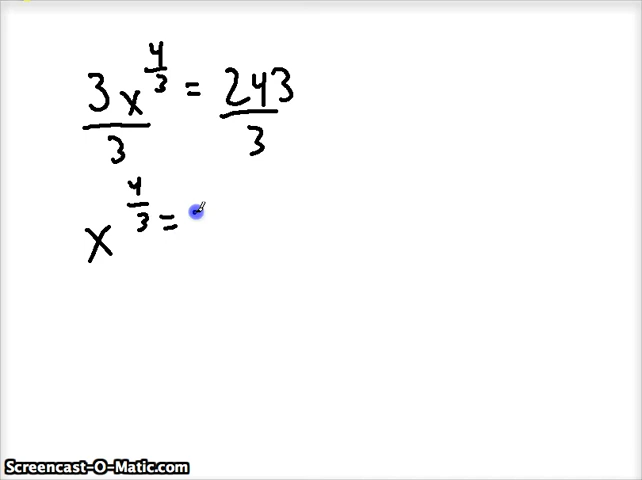 3x^(4/3) = 243
3 3
x^(4/3) =
Screencast-O-Matic.com